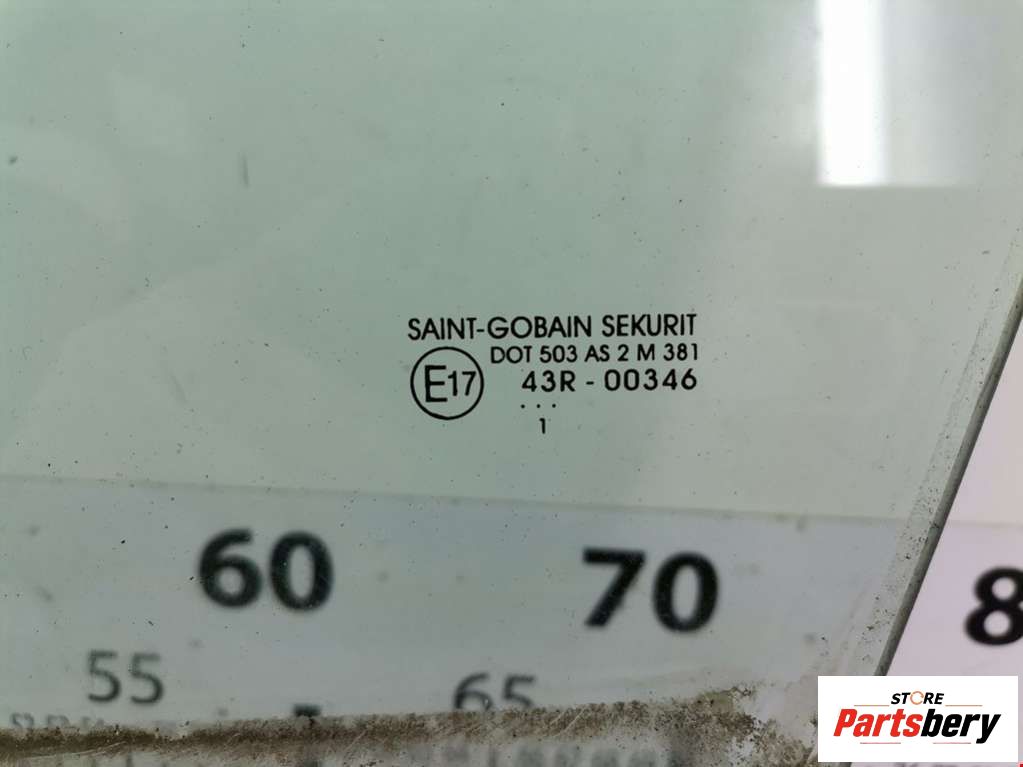 SAINT-GOBAIN SEKURIT
DOT 503 AS 2 M 381
E17 43R - 00346
...
1
60 70 8
55 65
STORE
Partsbery